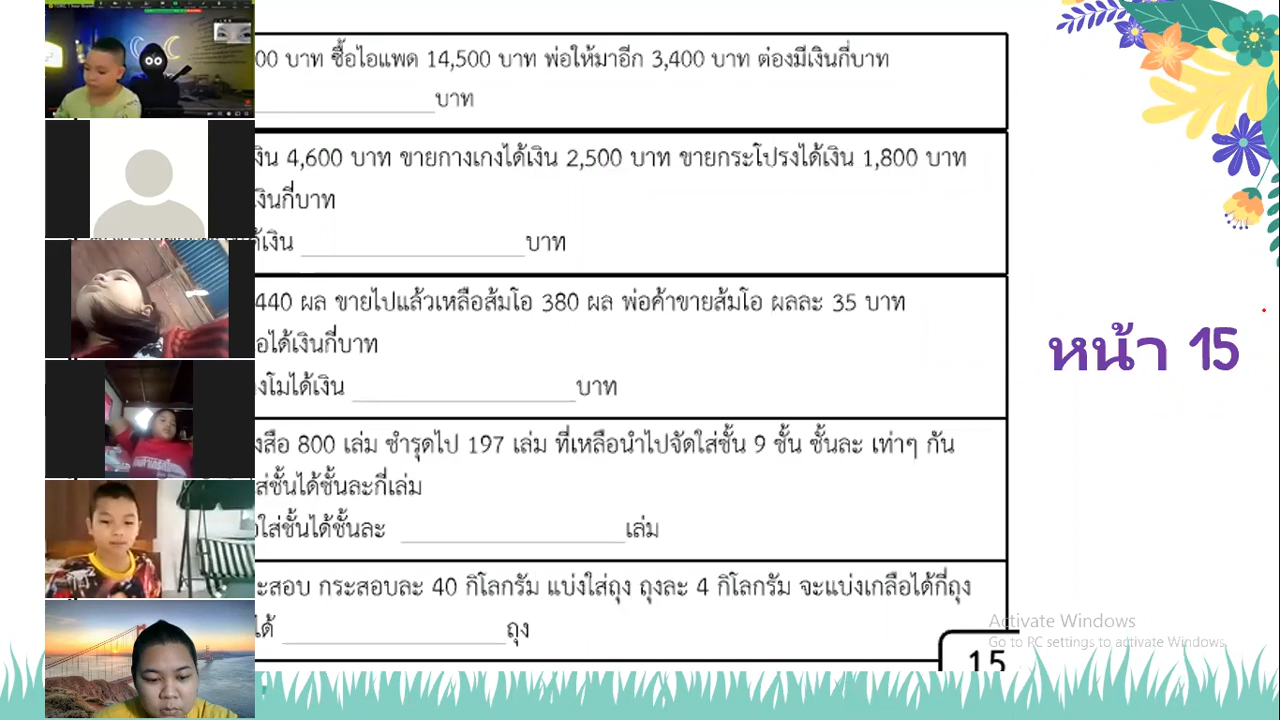 00 บาท ซื้อไอแพด 14,500 บาท พ่อให้มาอีก 3,400 บาท ต่องมีเงินกี่บาท
บาท
งิน 4,600 บาท ขายกางเกงได้เงิน 2,500 บาท ขายกระโปรงได้เงิน 1,800 บาท
เงินกี่บาท
ด้เงิน บาท
440 ผล ขายไปแล้วเหลือส้มโอ 380 ผล พ่อค้าขายส้มโอ ผลละ 35 บาท
อได้เงินกี่บาท
งโมได้เงิน บาท
งสือ 800 เล่ม ชำรุดไป 197 เล่ม ที่เหลือนำไปจัดใส่ชั้น 9 ชั้น ชั้นละ เท่าๆ กัน
ส่ชั้นได้ชั้นละกี่เล่ม
อใส่ชั้นได้ชั้นละ เล่ม
ะสอบ กระสอบละ 40 กิโลกรัม แบ่งใส่ถุง ถุงละ 4 กิโลกรัม จะแบ่งเกลือได้กี่ถุง
ได้ ถุง
15
หน้า 15
Activate Windows
Go to PC settings to activate Windows.